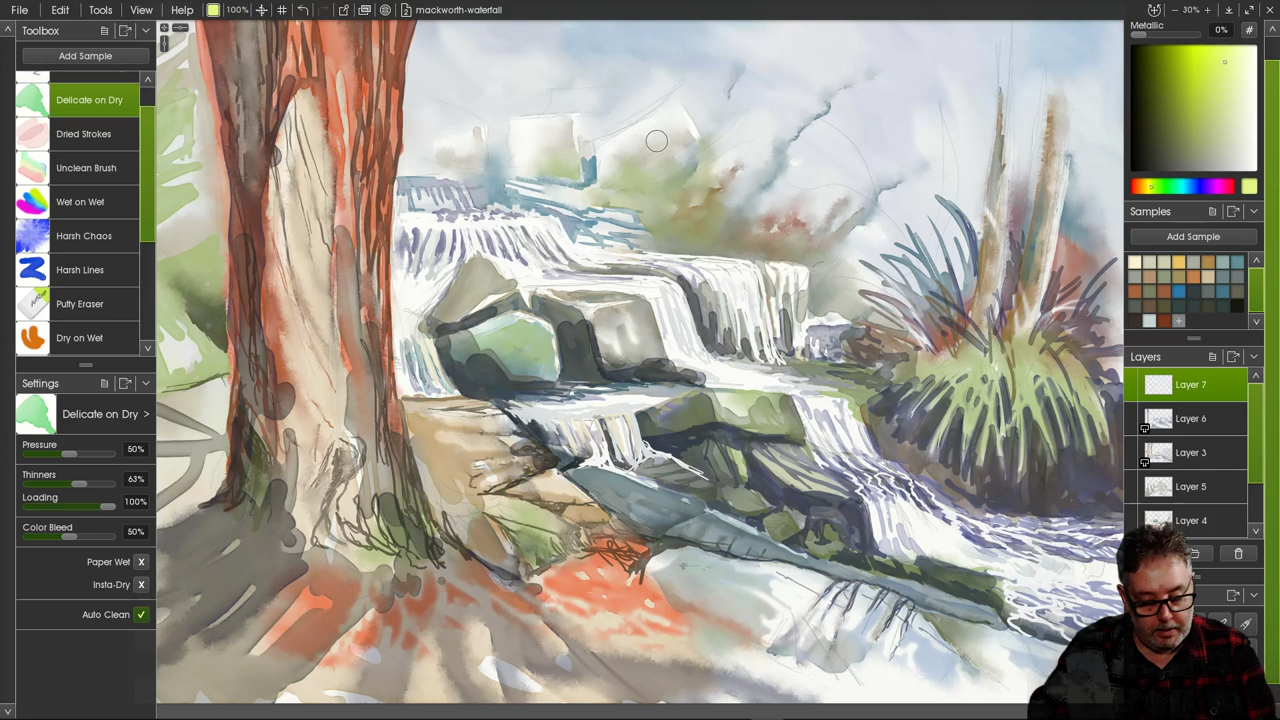 File Edit Tools View Help 100% 2 mackworth-waterfall 30%
Toolbox
Add Sample
Delicate on Dry
Dried Strokes
Unclean Brush
Wet on Wet
Harsh Chaos
Harsh Lines
Putty Eraser
Dry on Wet
Settings
Delicate on Dry >
Pressure 50%
Thinners 63%
Loading 100%
Color Bleed 50%
Paper Wet X
Insta-Dry X
Auto Clean
Metallic 0% #
Samples
Add Sample
Layers
Layer 7
Layer 6
Layer 3
Layer 5
Layer 4